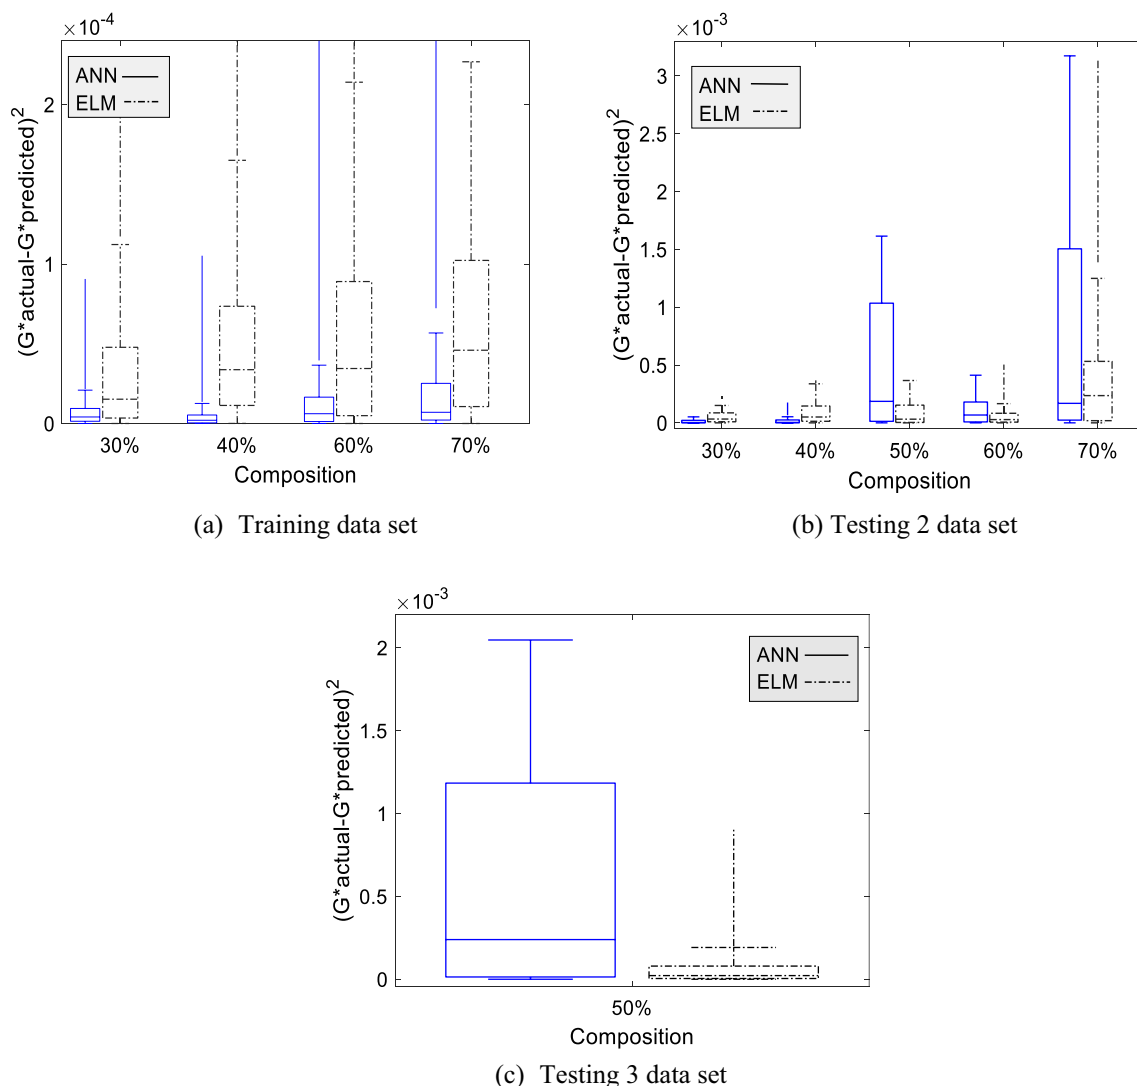 ×10⁻⁴
(G*actual-G*predicted)²
2
1
0
ANN
ELM
30% 40% 60% 70%
Composition
(a) Training data set
×10⁻³
(G*actual-G*predicted)²
3
2.5
2
1.5
1
0.5
0
ANN
ELM
30% 40% 50% 60% 70%
Composition
(b) Testing 2 data set
×10⁻³
(G*actual-G*predicted)²
2
1.5
1
0.5
0
ANN
ELM
50%
Composition
(c) Testing 3 data set